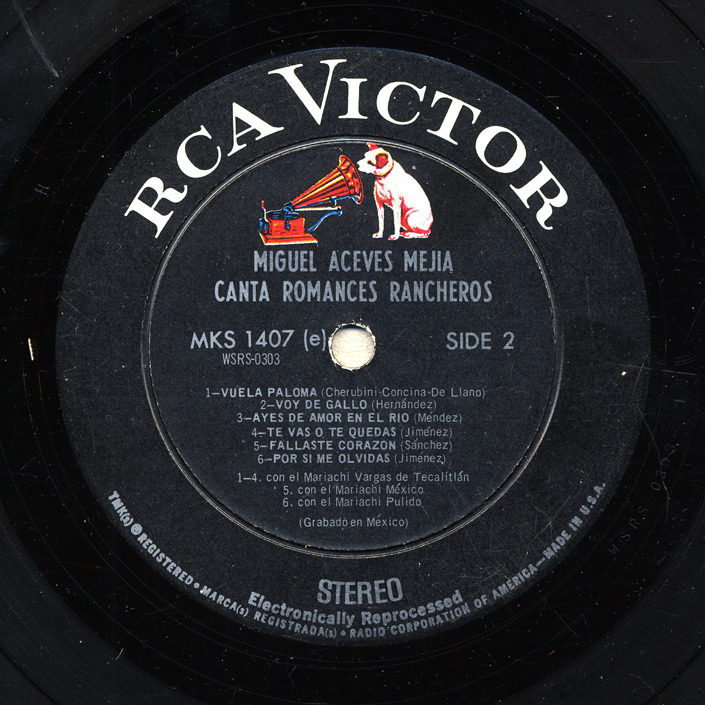 RCA VICTOR
MIGUEL ACEVES MEJIA
CANTA ROMANCES RANCHEROS
MKS 1407 (e)
WSRS-0303
SIDE 2
1—VUELA PALOMA (Cherubini-Concina-De Llano)
2—VOY DE GALLO (Hernández)
3—AYES DE AMOR EN EL RIO (Méndez)
4—TE VAS O TE QUEDAS (Jiménez)
5—FALLASTE CORAZON (Sánchez)
6—POR SI ME OLVIDAS (Jiménez)
1—4. con el Mariachi Vargas de Tecalitlán
5. con el Mariachi México
6. con el Mariachi Pulido
(Grabado en México)
STEREO
Electronically Reprocessed
TMK(s) ® REGISTERED • MARCA(s) REGISTRADA(s) • RADIO CORPORATION OF AMERICA—MADE IN U.S.A.